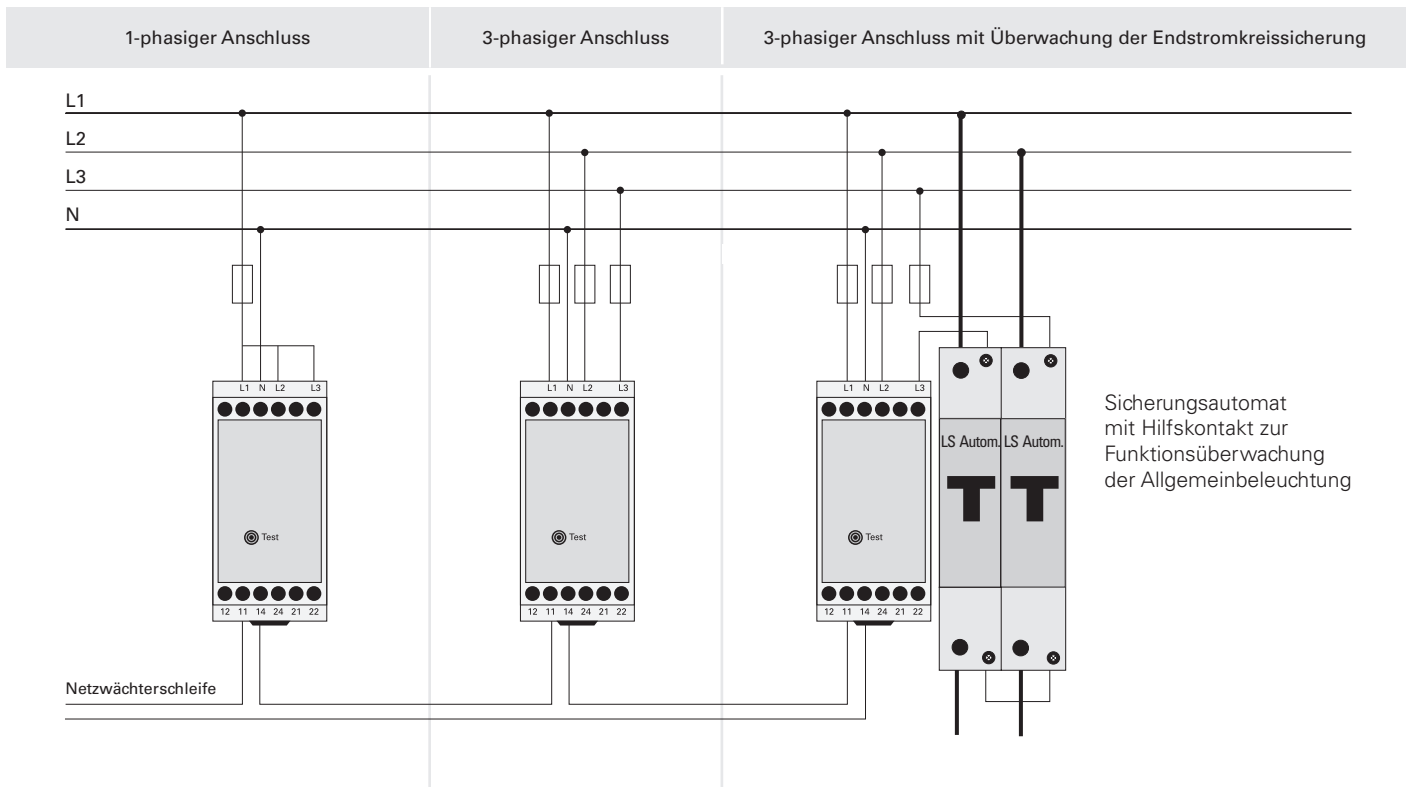 1-phasiger Anschluss
3-phasiger Anschluss
3-phasiger Anschluss mit Überwachung der Endstromkreissicherung
L1
L2
L3
N
L1 N L2 L3
L1 N L2 L3
L1 N L2 L3
LS Autom. LS Autom.
Sicherungsautomat
mit Hilfskontakt zur
Funktionsüberwachung
der Allgemeinbeleuchtung
Test
Test
Test
12 11 14 24 21 22
12 11 14 24 21 22
12 11 14 24 21 22
Netzwächterschleife